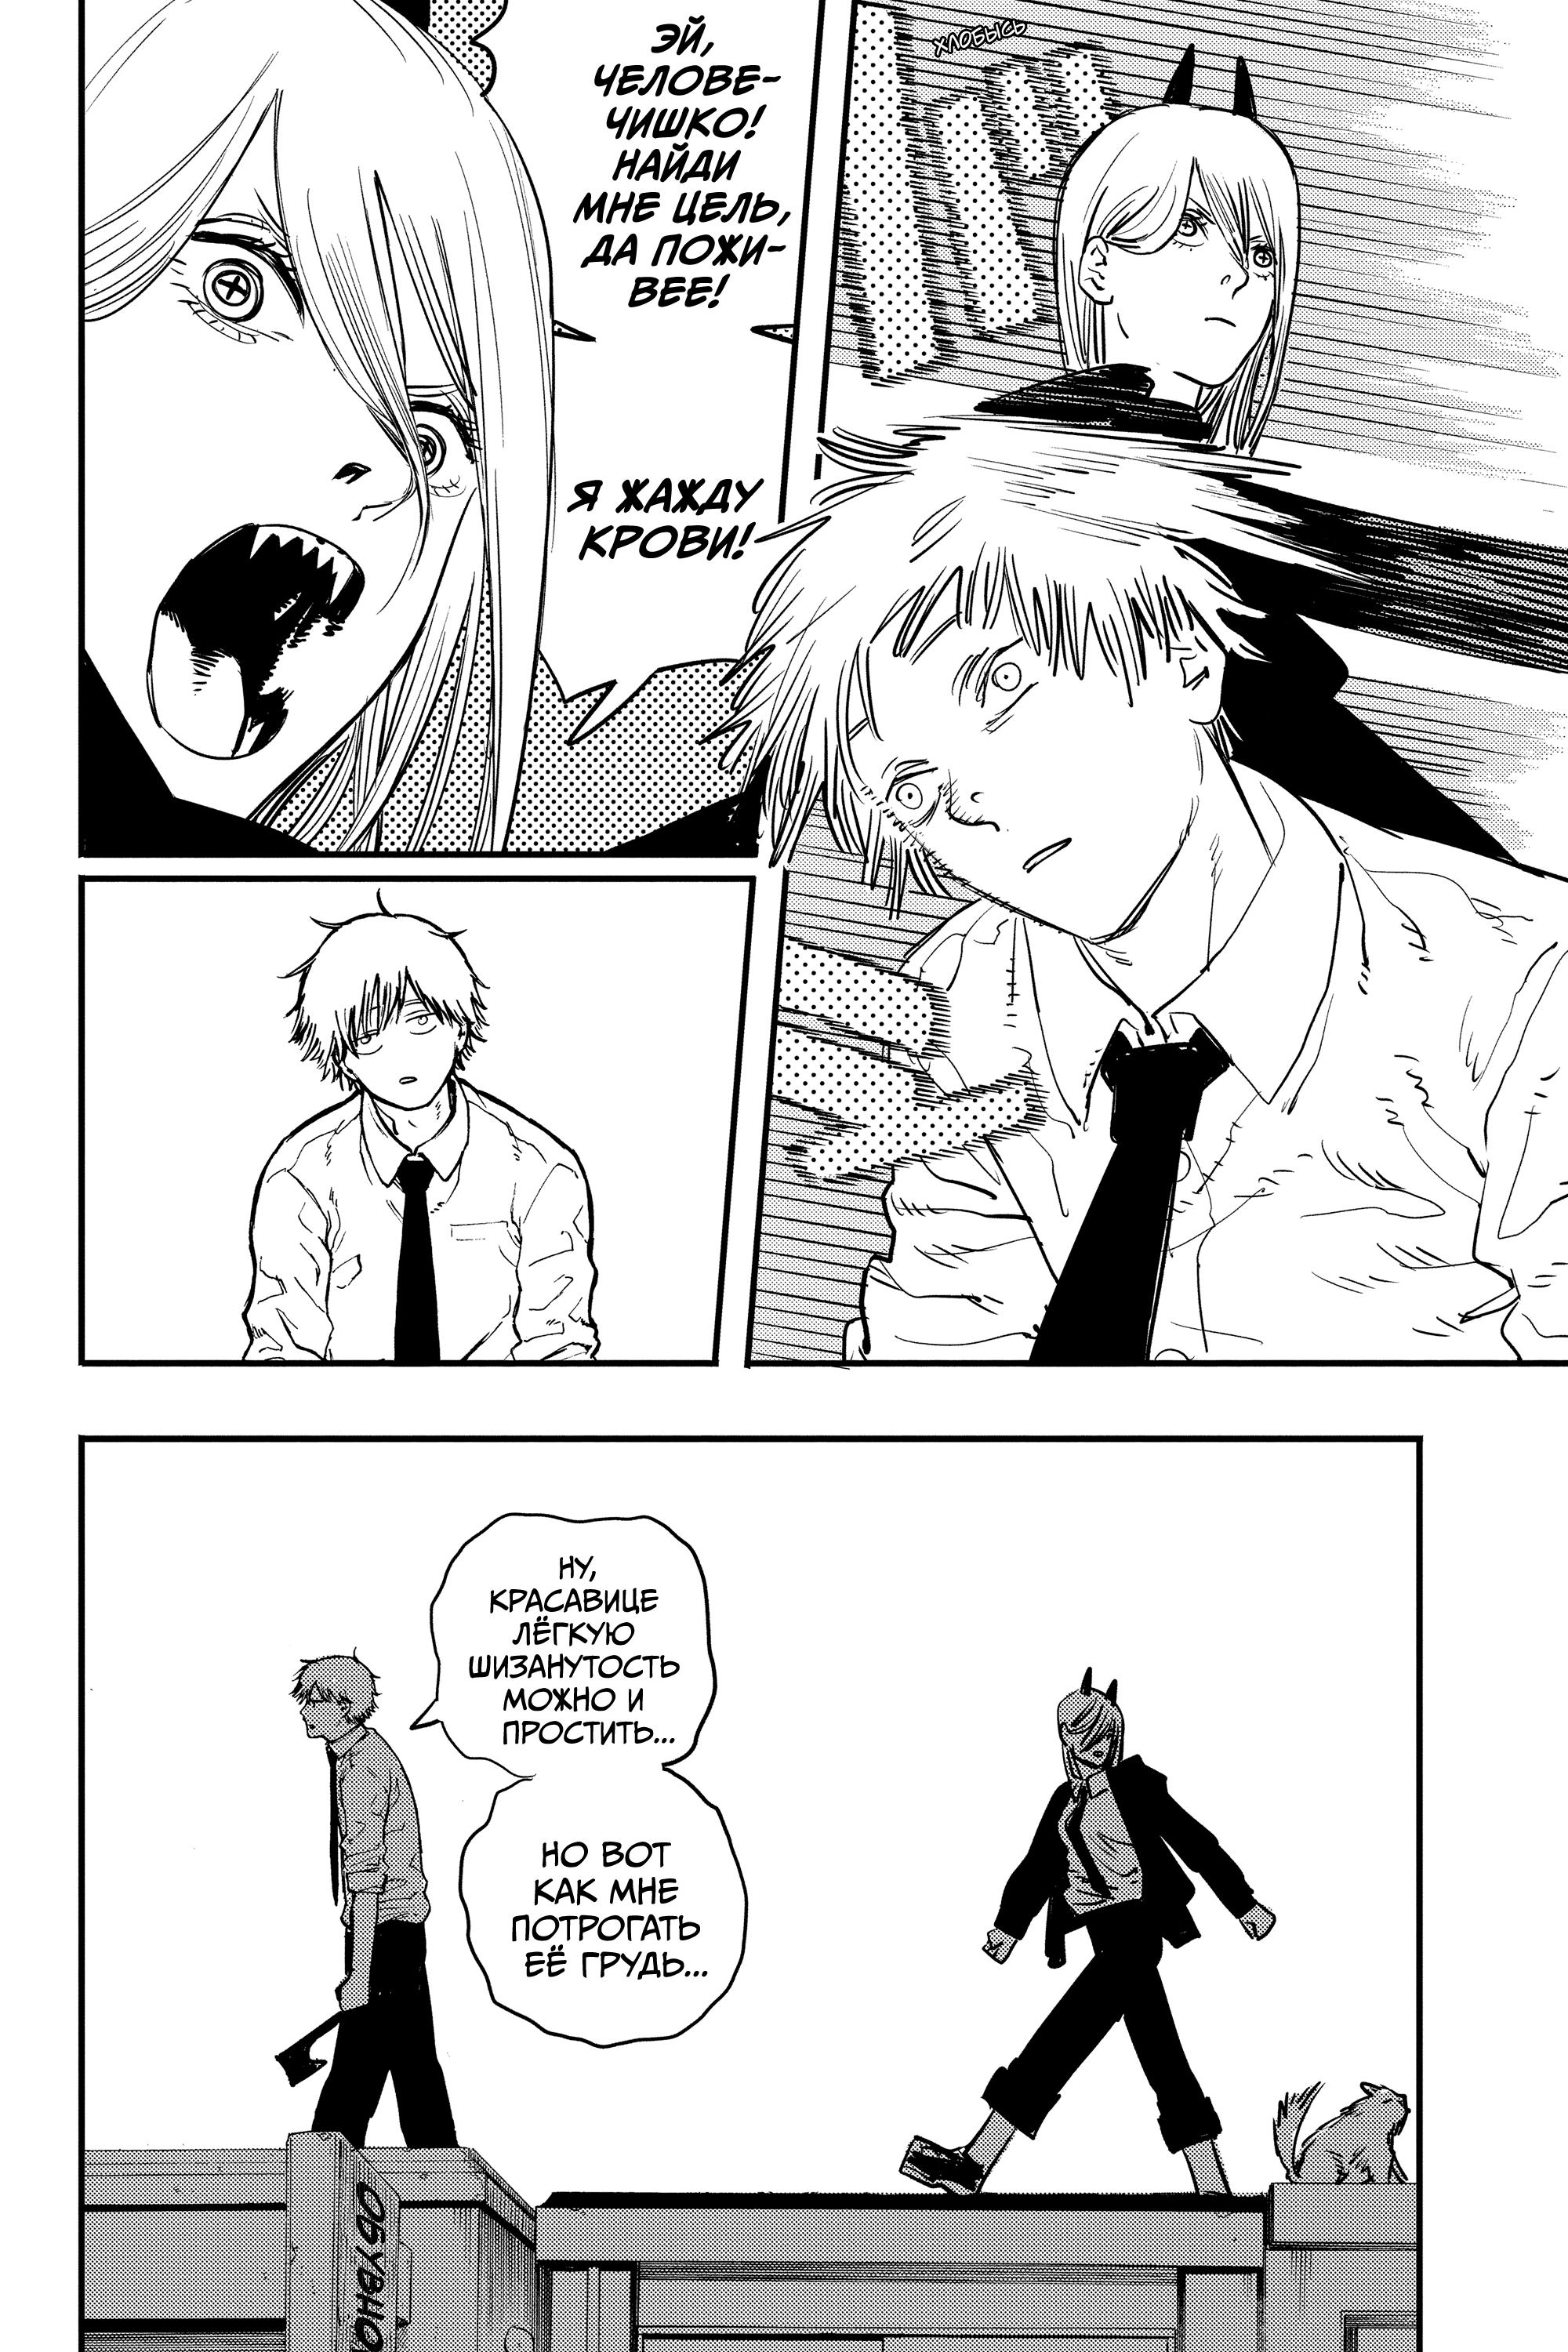 ХЛОБЫСЬ
ЭЙ,
ЧЕЛОВЕ-
ЧИШКО!
НАЙДИ
МНЕ ЦЕЛЬ,
ДА ПОЖИ-
ВЕЕ!
Я ЖАЖДУ
КРОВИ!
НУ,
КРАСАВИЦЕ
ЛЁГКУЮ
ШИЗАНУТОСТЬ
МОЖНО И
ПРОСТИТЬ...
НО ВОТ
КАК МНЕ
ПОТРОГАТЬ
ЕЁ ГРУДЬ...
ОБУВНО